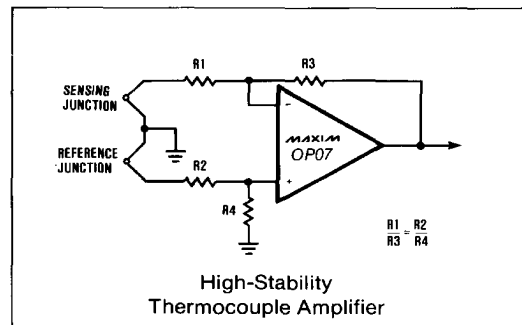 R1
R3
SENSING
JUNCTION
REFERENCE
JUNCTION
-
MAXIM
OP07
+
R2
R4
R1/R3 = R2/R4
High-Stability
Thermocouple Amplifier